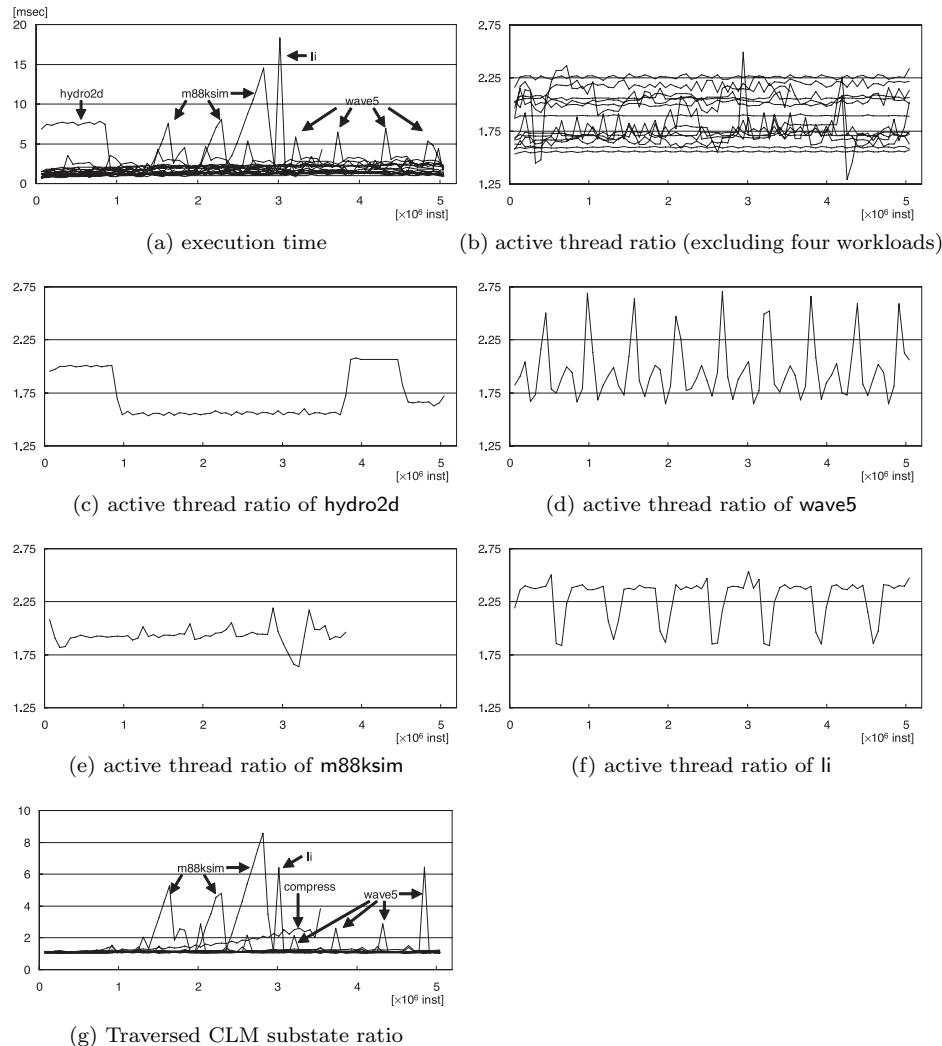 [msec]
20
15
10
5
0
hydro2d
m88ksim
li
wave5
0 1 2 3 4 5
[×10⁶ inst]
(a) execution time
2.75
2.25
1.75
1.25
0 1 2 3 4 5
[×10⁶ inst]
(b) active thread ratio (excluding four workloads)
2.75
2.25
1.75
1.25
0 1 2 3 4 5
[×10⁶ inst]
(c) active thread ratio of hydro2d
2.75
2.25
1.75
1.25
0 1 2 3 4 5
[×10⁶ inst]
(d) active thread ratio of wave5
2.75
2.25
1.75
1.25
0 1 2 3 4 5
[×10⁶ inst]
(e) active thread ratio of m88ksim
2.75
2.25
1.75
1.25
0 1 2 3 4 5
[×10⁶ inst]
(f) active thread ratio of li
10
8
6
4
2
0
m88ksim
li
compress
wave5
0 1 2 3 4 5
[×10⁶ inst]
(g) Traversed CLM substate ratio